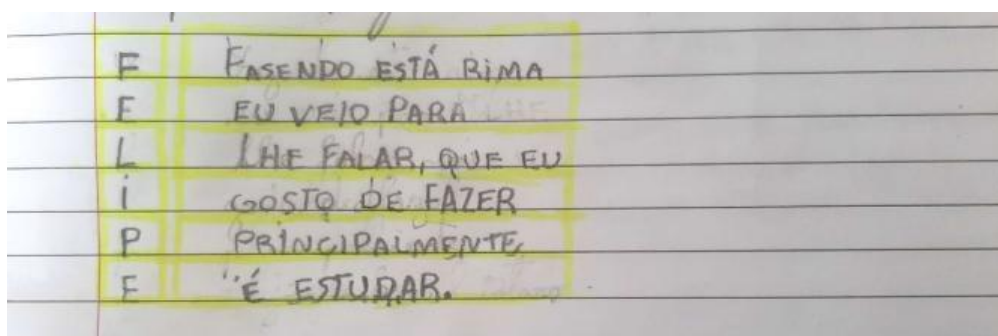 F FASENDO ESTÁ RIMA
E EU VEIO PARA
L LHE FALAR, QUE EU
I GOSTO DE FAZER
P PRINCIPALMENTE,
E É ESTUDAR.